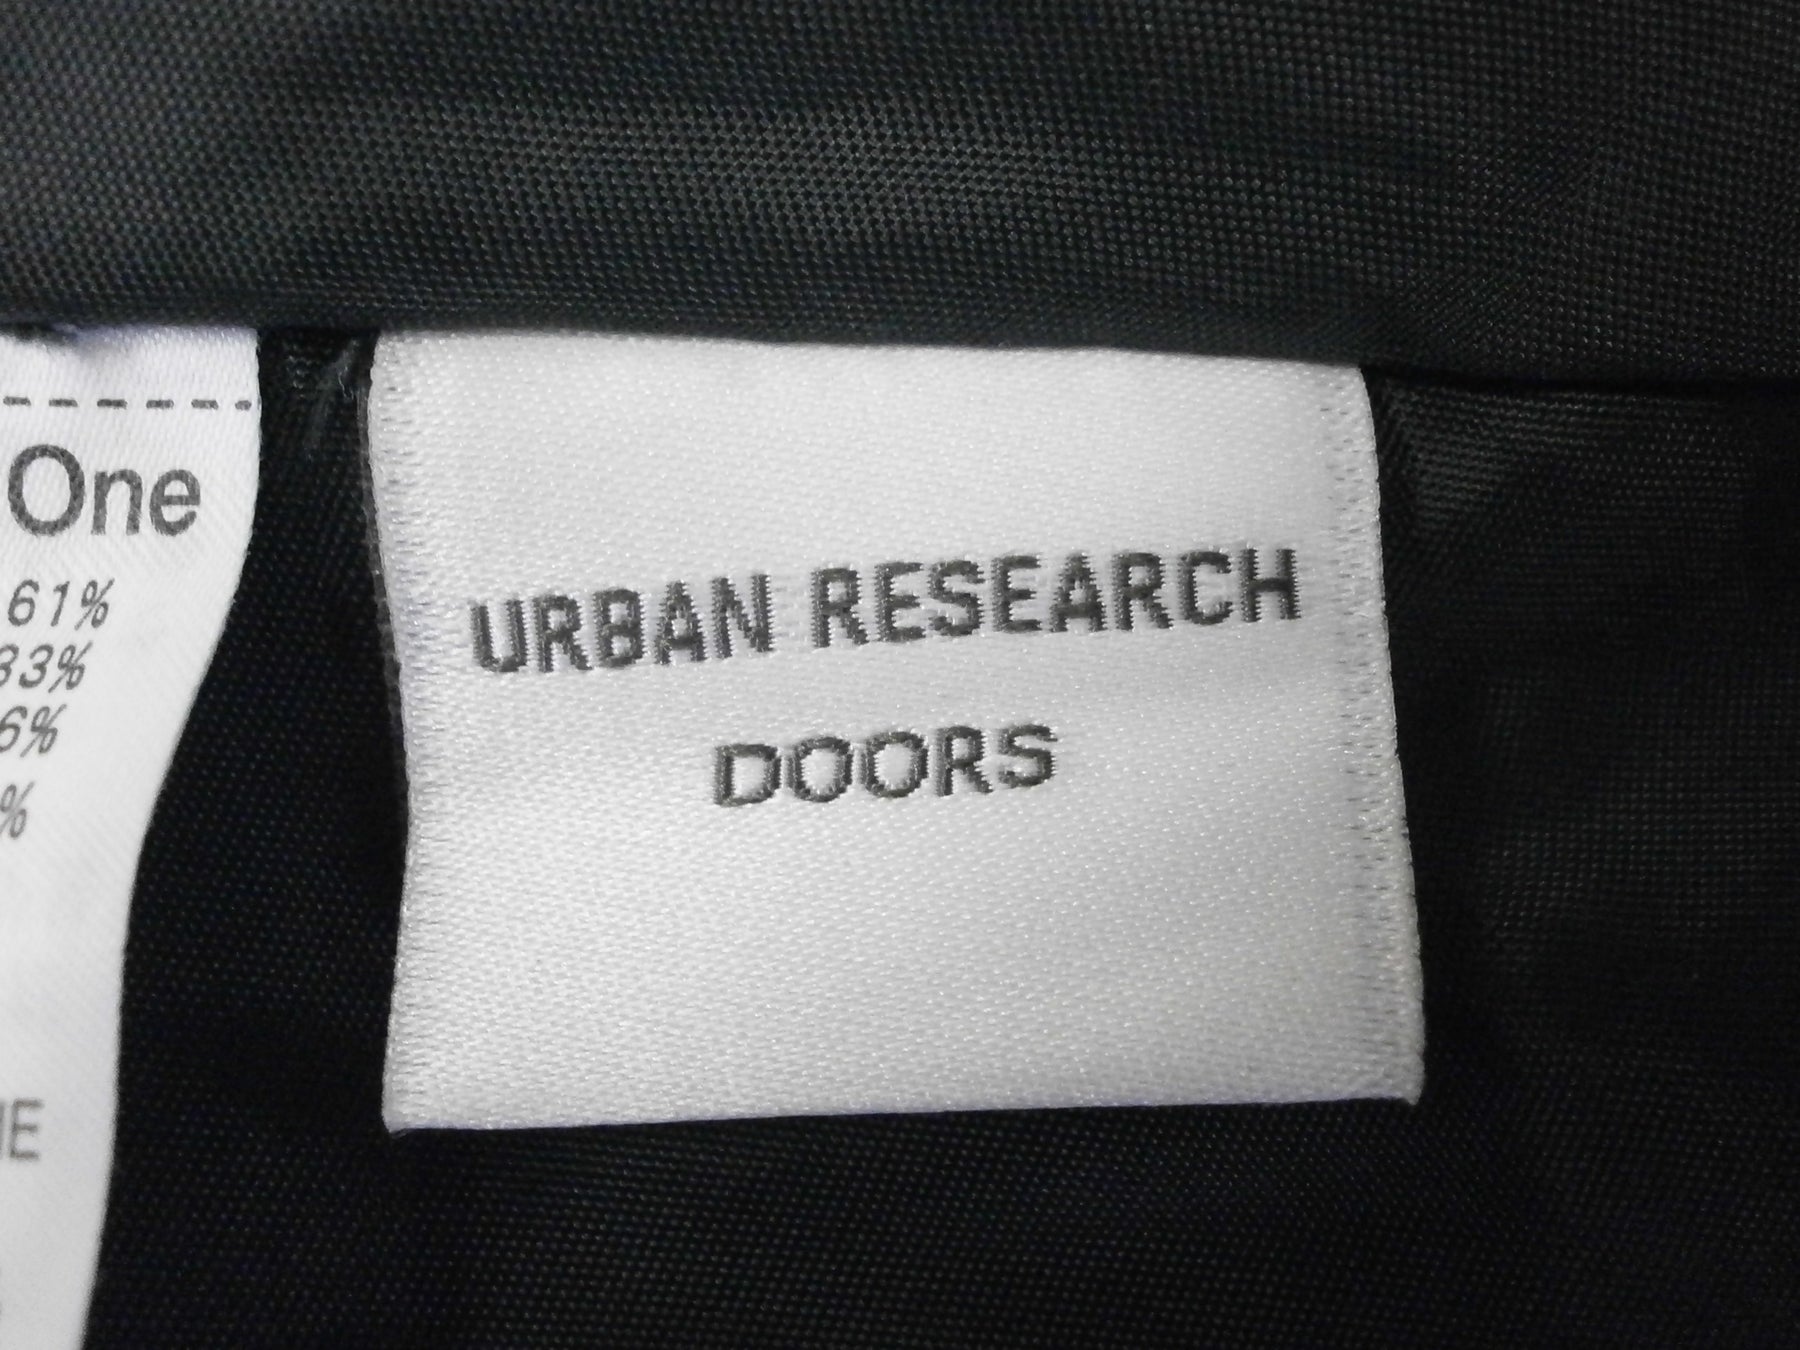 One
61%
33%
6%
%
URBAN RESEARCH
DOORS